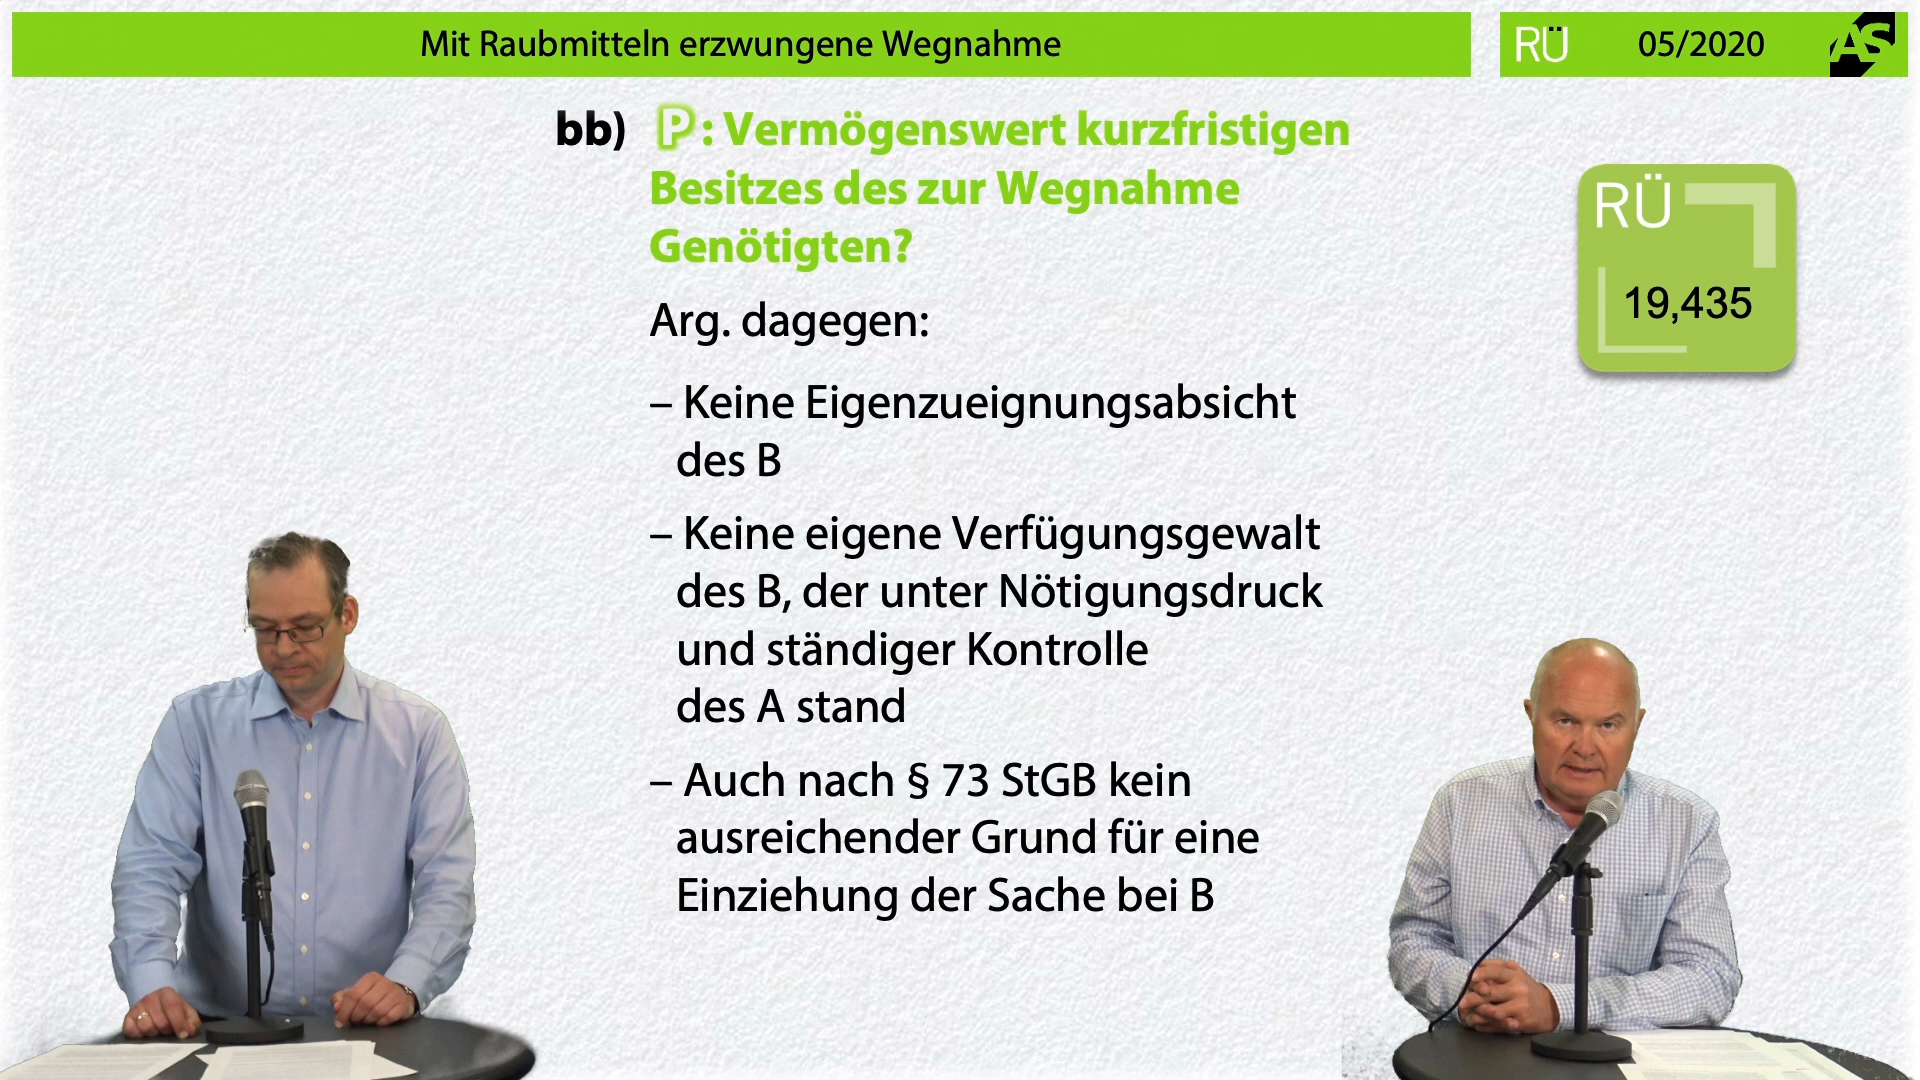 Mit Raubmitteln erzwungene Wegnahme
RÜ 05/2020 AS
bb) P: Vermögenswert kurzfristigen
Besitzes des zur Wegnahme
Genötigten?
RÜ
19,435
Arg. dagegen:
– Keine Eigenzueignungsabsicht
des B
– Keine eigene Verfügungsgewalt
des B, der unter Nötigungsdruck
und ständiger Kontrolle
des A stand
– Auch nach § 73 StGB kein
ausreichender Grund für eine
Einziehung der Sache bei B